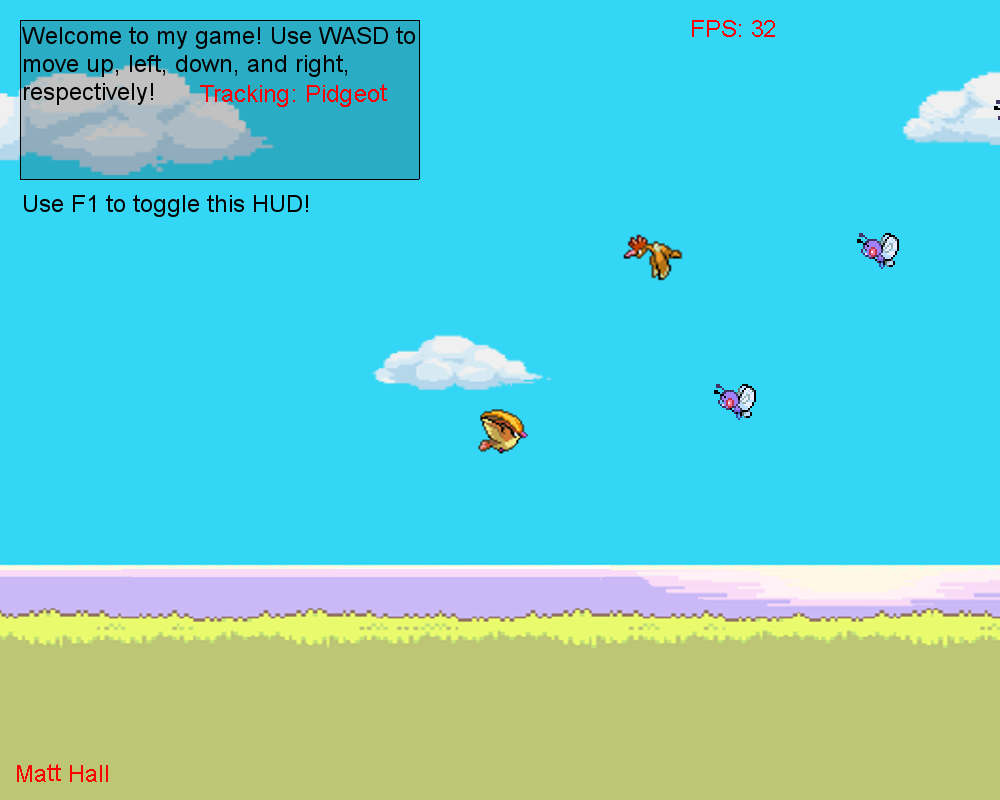 Welcome to my game! Use WASD to
move up, left, down, and right,
respectively!
Tracking: Pidgeot
Use F1 to toggle this HUD!
FPS: 32
Matt Hall